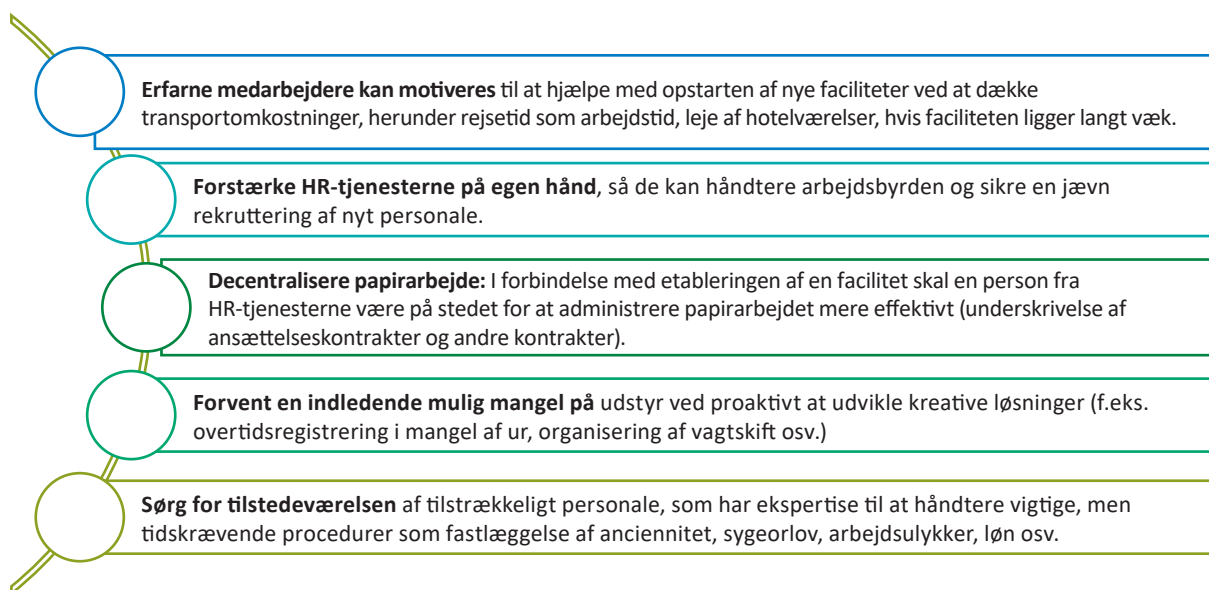 Erfarne medarbejdere kan motiveres til at hjælpe med opstarten af nye faciliteter ved at dække
transportomkostninger, herunder rejsetid som arbejdstid, leje af hotelværelser, hvis faciliteten ligger langt væk.
Forstærke HR-tjenesterne på egen hånd, så de kan håndtere arbejdsbyrden og sikre en jævn
rekruttering af nyt personale.
Decentralisere papirarbejde: I forbindelse med etableringen af en facilitet skal en person fra
HR-tjenesterne være på stedet for at administrere papirarbejdet mere effektivt (underskrivelse af
ansættelseskontrakter og andre kontrakter).
Forvent en indledende mulig mangel på udstyr ved proaktivt at udvikle kreative løsninger (f.eks.
overtidsregistrering i mangel af ur, organisering af vagtskift osv.)
Sørg for tilstedeværelsen af tilstrækkeligt personale, som har ekspertise til at håndtere vigtige, men
tidskrævende procedurer som fastlæggelse af anciennitet, sygeorlov, arbejdsulykker, løn osv.